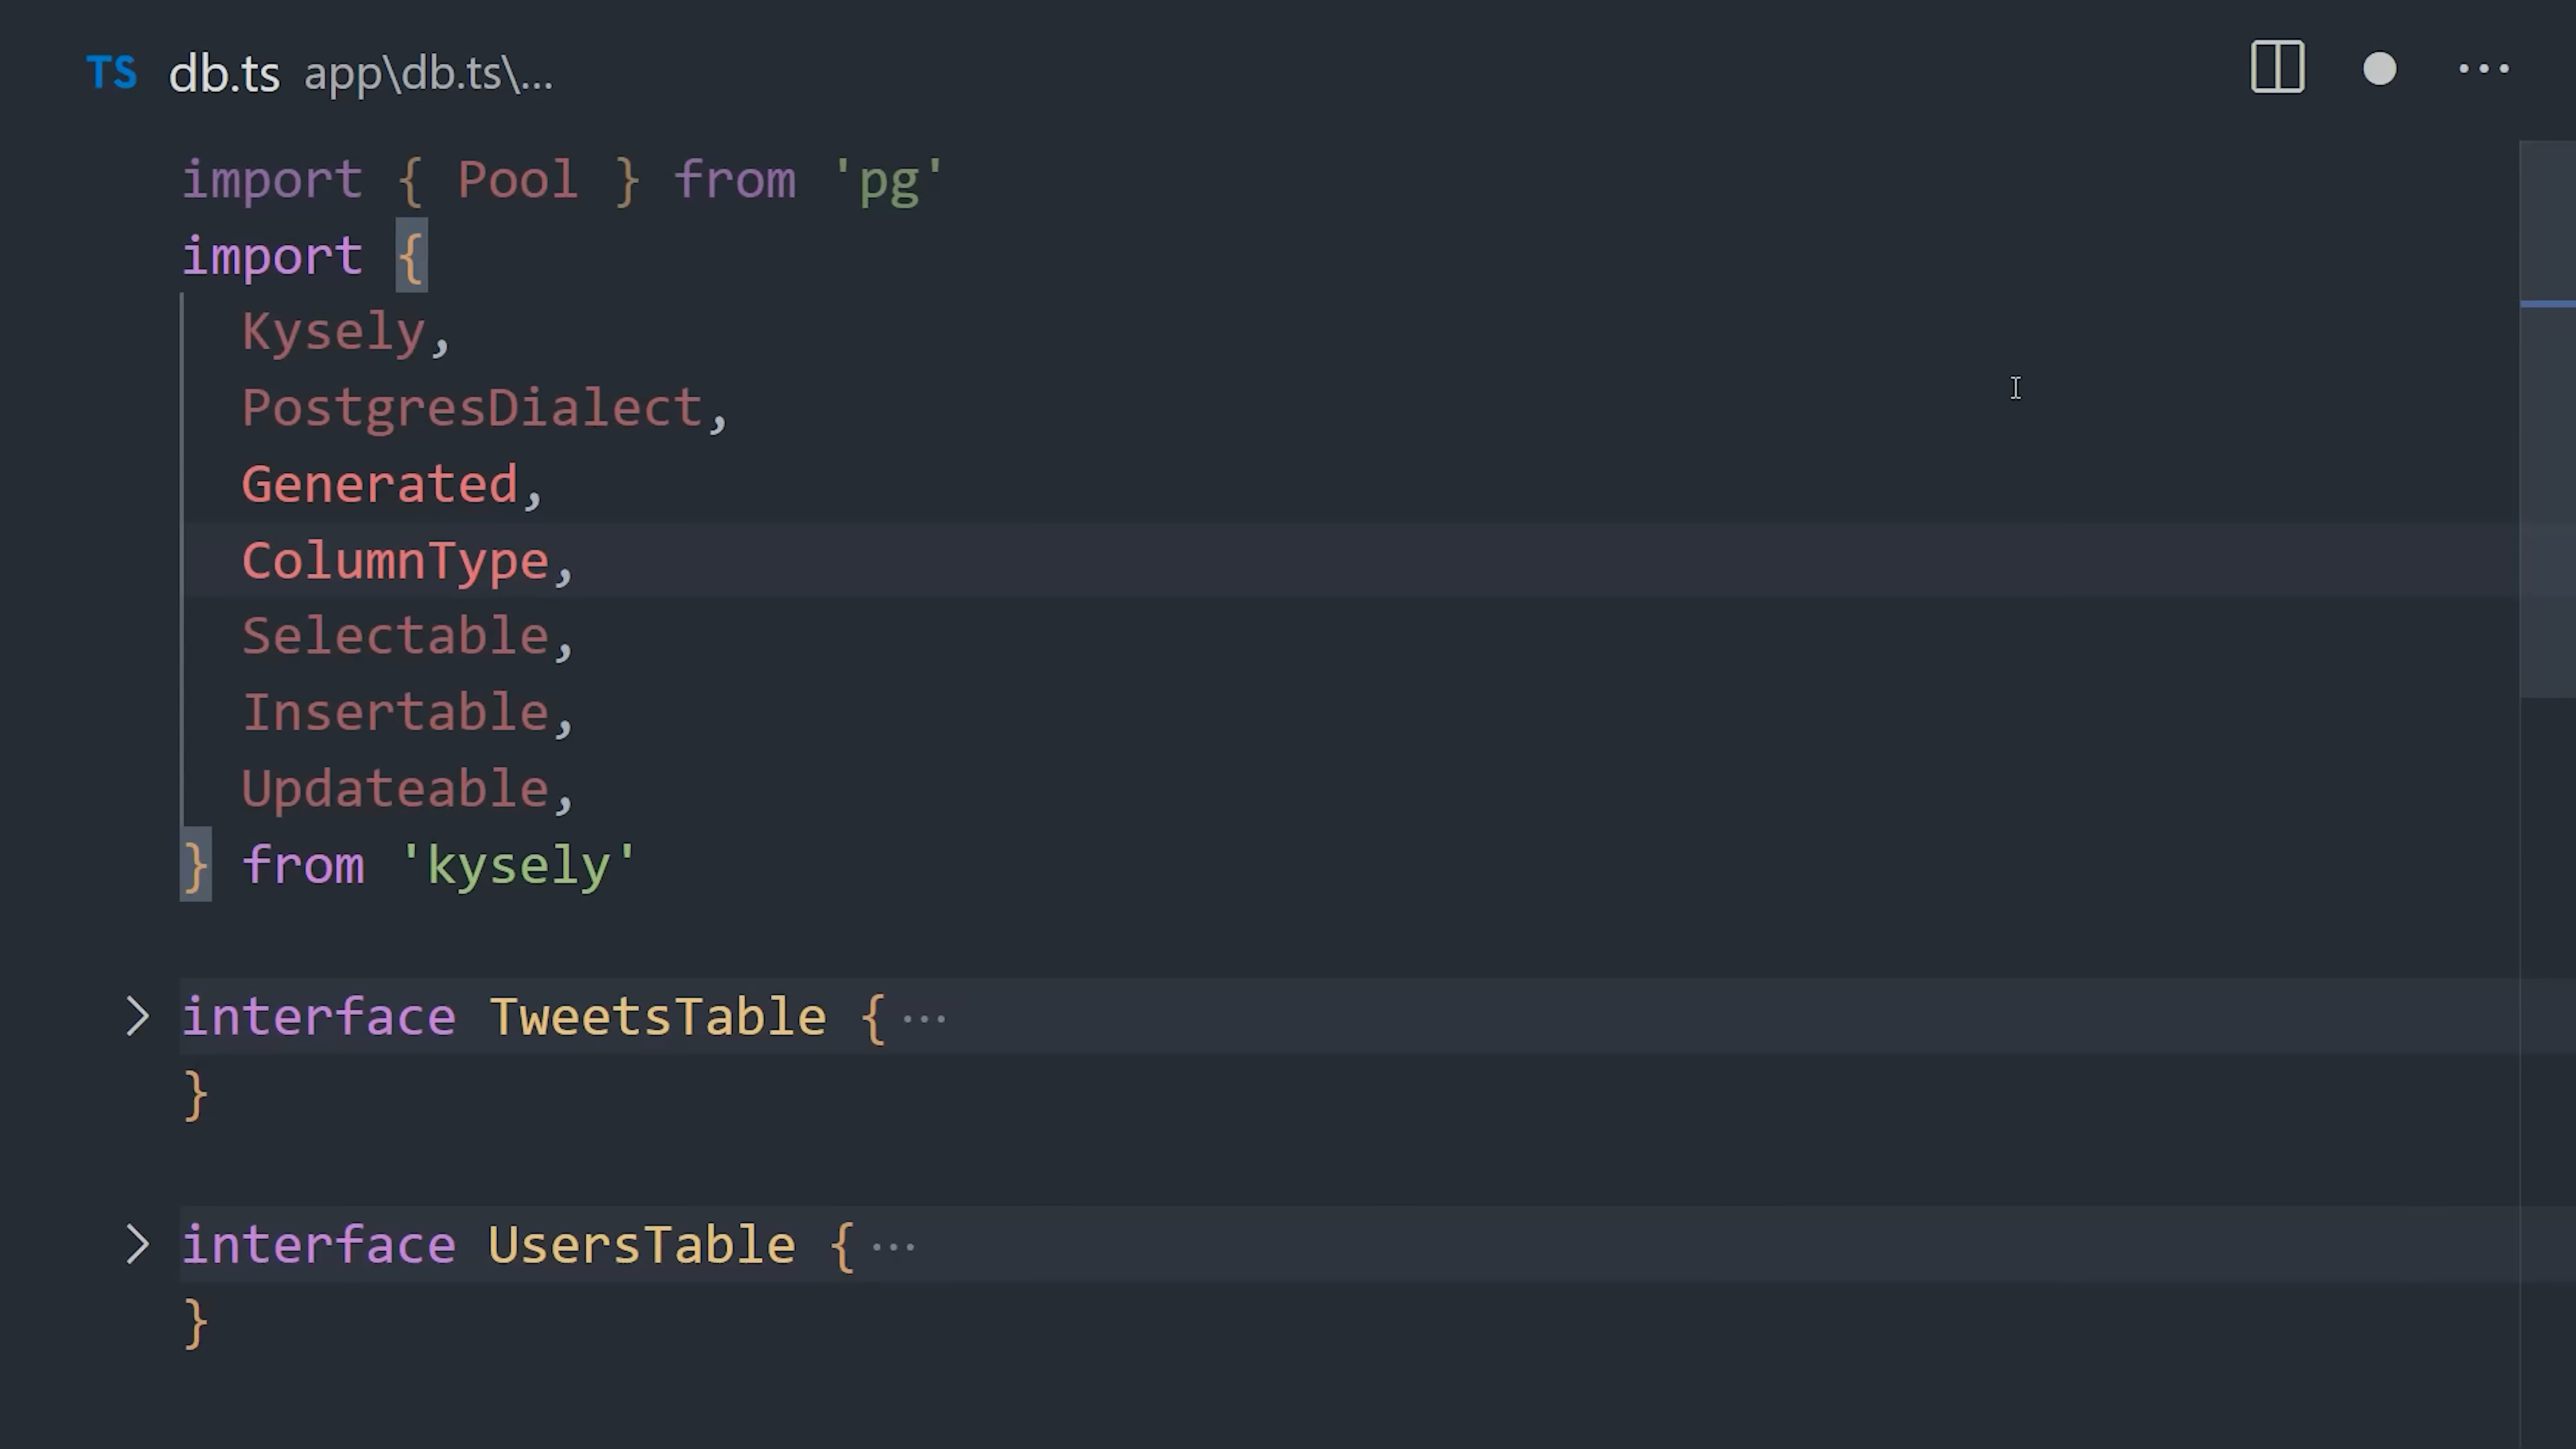 TS db.ts app\db.ts\...
import { Pool } from 'pg'
import {
Kysely,
PostgresDialect,
Generated,
ColumnType,
Selectable,
Insertable,
Updateable,
} from 'kysely'
interface TweetsTable {···
}
interface UsersTable {···
}